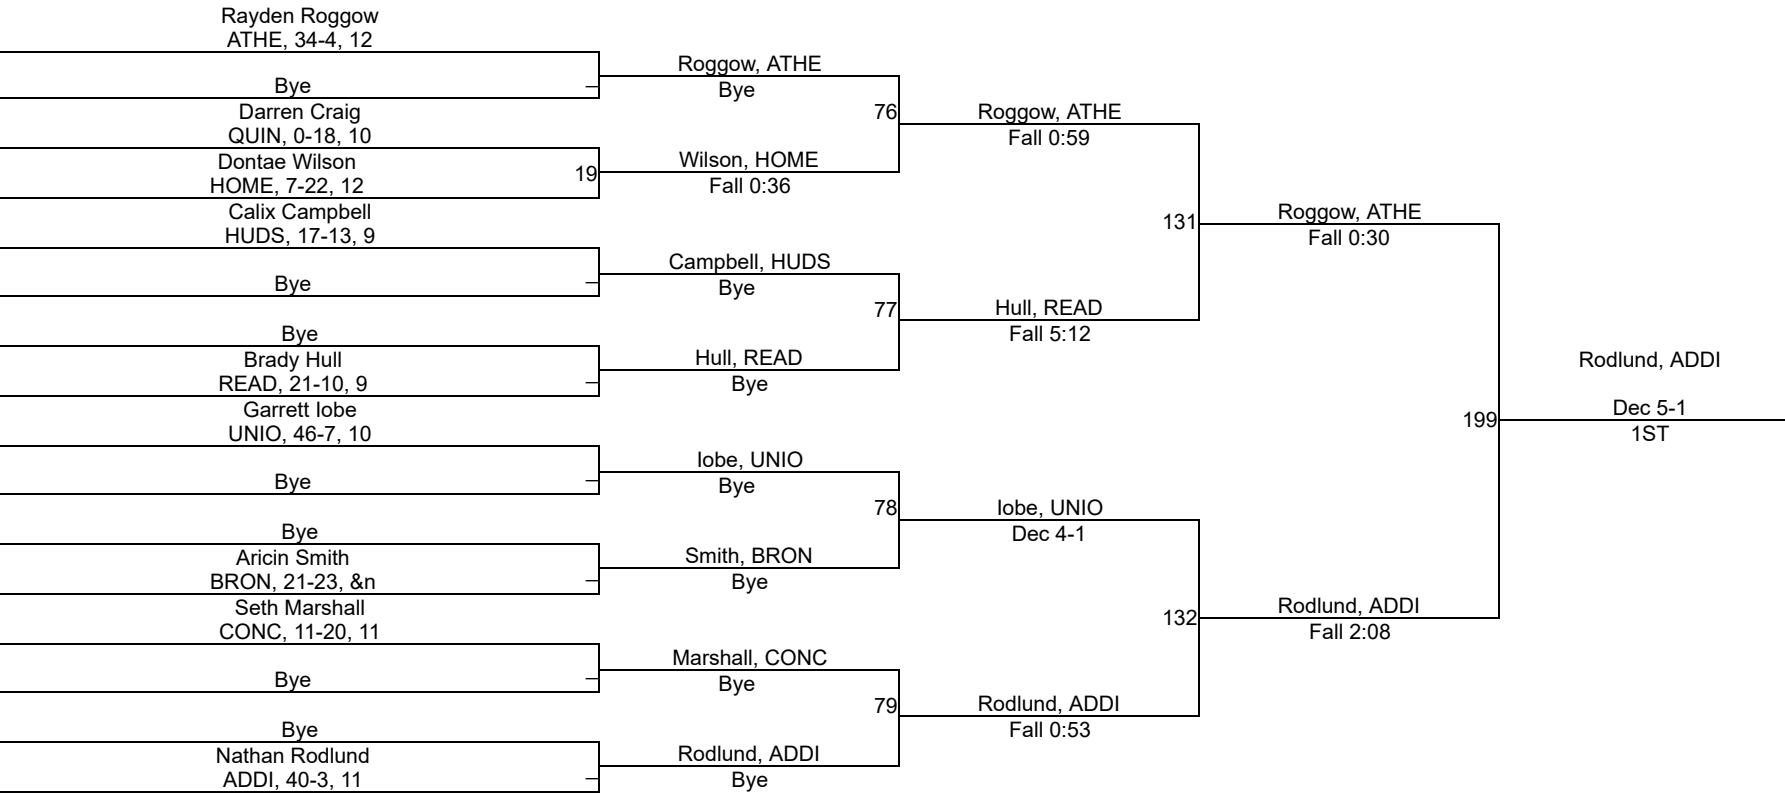 Rayden Roggow
ATHE, 34-4, 12
Bye
Darren Craig
QUIN, 0-18, 10
Dontae Wilson
HOME, 7-22, 12
Calix Campbell
HUDS, 17-13, 9
Bye
Bye
Brady Hull
READ, 21-10, 9
Garrett Iobe
UNIO, 46-7, 10
Bye
Bye
Aricin Smith
BRON, 21-23, &n
Seth Marshall
CONC, 11-20, 11
Bye
Bye
Nathan Rodlund
ADDI, 40-3, 11
19
Roggow, ATHE
Bye
Wilson, HOME
Fall 0:36
Campbell, HUDS
Bye
Hull, READ
Bye
Iobe, UNIO
Bye
Smith, BRON
Bye
Marshall, CONC
Bye
Rodlund, ADDI
Bye
76
77
78
79
Roggow, ATHE
Fall 0:59
Hull, READ
Fall 5:12
Iobe, UNIO
Dec 4-1
Rodlund, ADDI
Fall 0:53
131
132
Roggow, ATHE
Fall 0:30
Rodlund, ADDI
Fall 2:08
199
Rodlund, ADDI
Dec 5-1
1ST